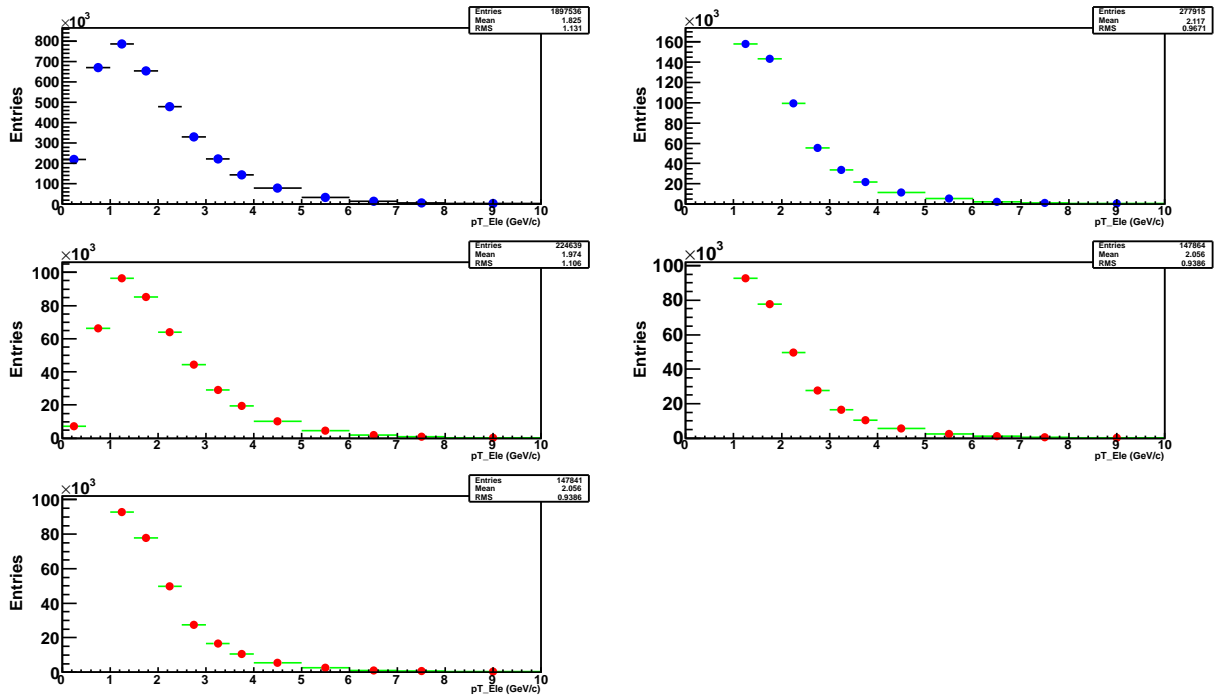 Entries 1897536
Mean 1.825
RMS 1.131
×10³
800
700
600
500
400
300
200
100
0
Entries
0 1 2 3 4 5 6 7 8 9 10
pT_Ele (GeV/c)
Entries 277915
Mean 2.117
RMS 0.9671
×10³
160
140
120
100
80
60
40
20
0
Entries
0 1 2 3 4 5 6 7 8 9 10
pT_Ele (GeV/c)
Entries 224639
Mean 1.974
RMS 1.106
×10³
100
80
60
40
20
0
Entries
0 1 2 3 4 5 6 7 8 9 10
pT_Ele (GeV/c)
Entries 147864
Mean 2.056
RMS 0.9386
×10³
100
80
60
40
20
0
Entries
0 1 2 3 4 5 6 7 8 9 10
pT_Ele (GeV/c)
Entries 147841
Mean 2.056
RMS 0.9386
×10³
100
80
60
40
20
0
Entries
0 1 2 3 4 5 6 7 8 9 10
pT_Ele (GeV/c)